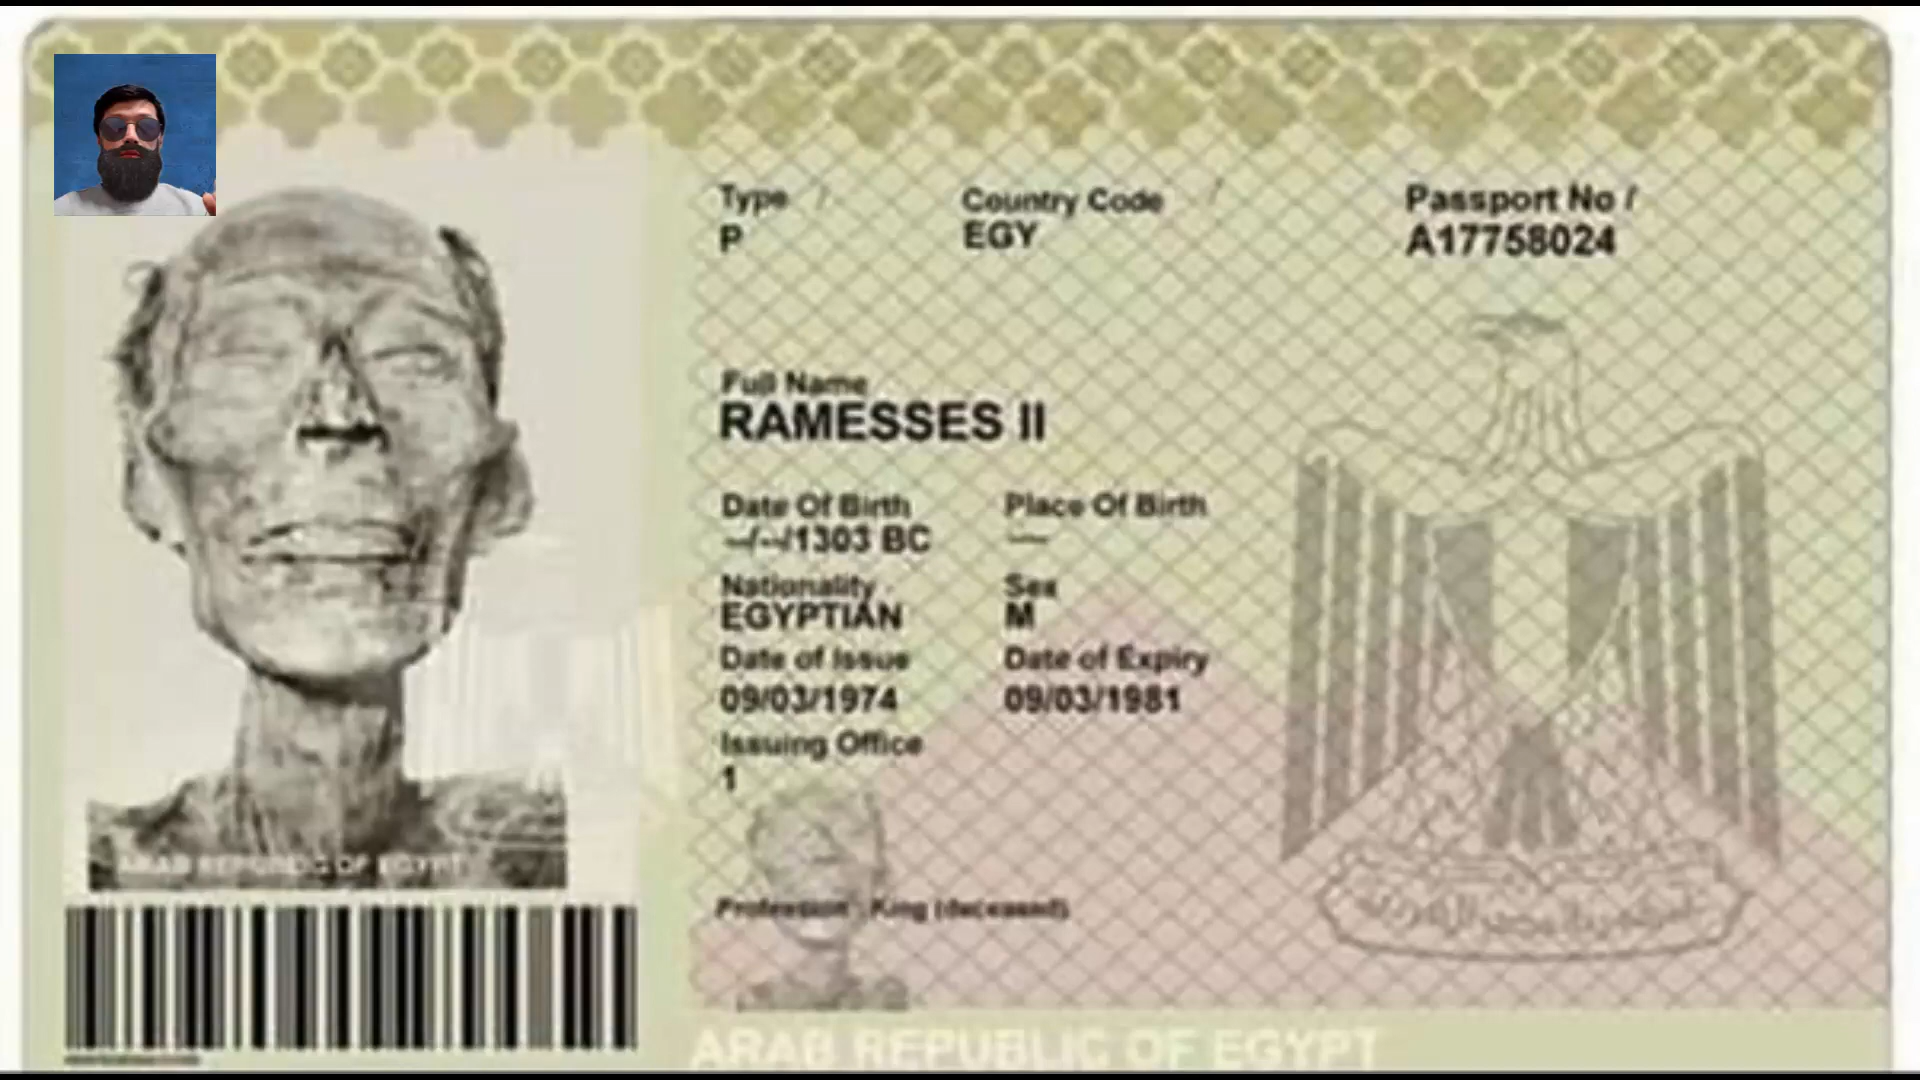 Type /
P
Country Code /
EGY
Passport No /
A17758024
Full Name
RAMESSES II
Date Of Birth
--/--/1303 BC
Place Of Birth
---
Nationality
EGYPTIAN
Sex
M
Date of Issue
09/03/1974
Date of Expiry
09/03/1981
Issuing Office
1
Profession : King (deceased)
ARAB REPUBLIC OF EGYPT
ARAB REPUBLIC OF EGYPT